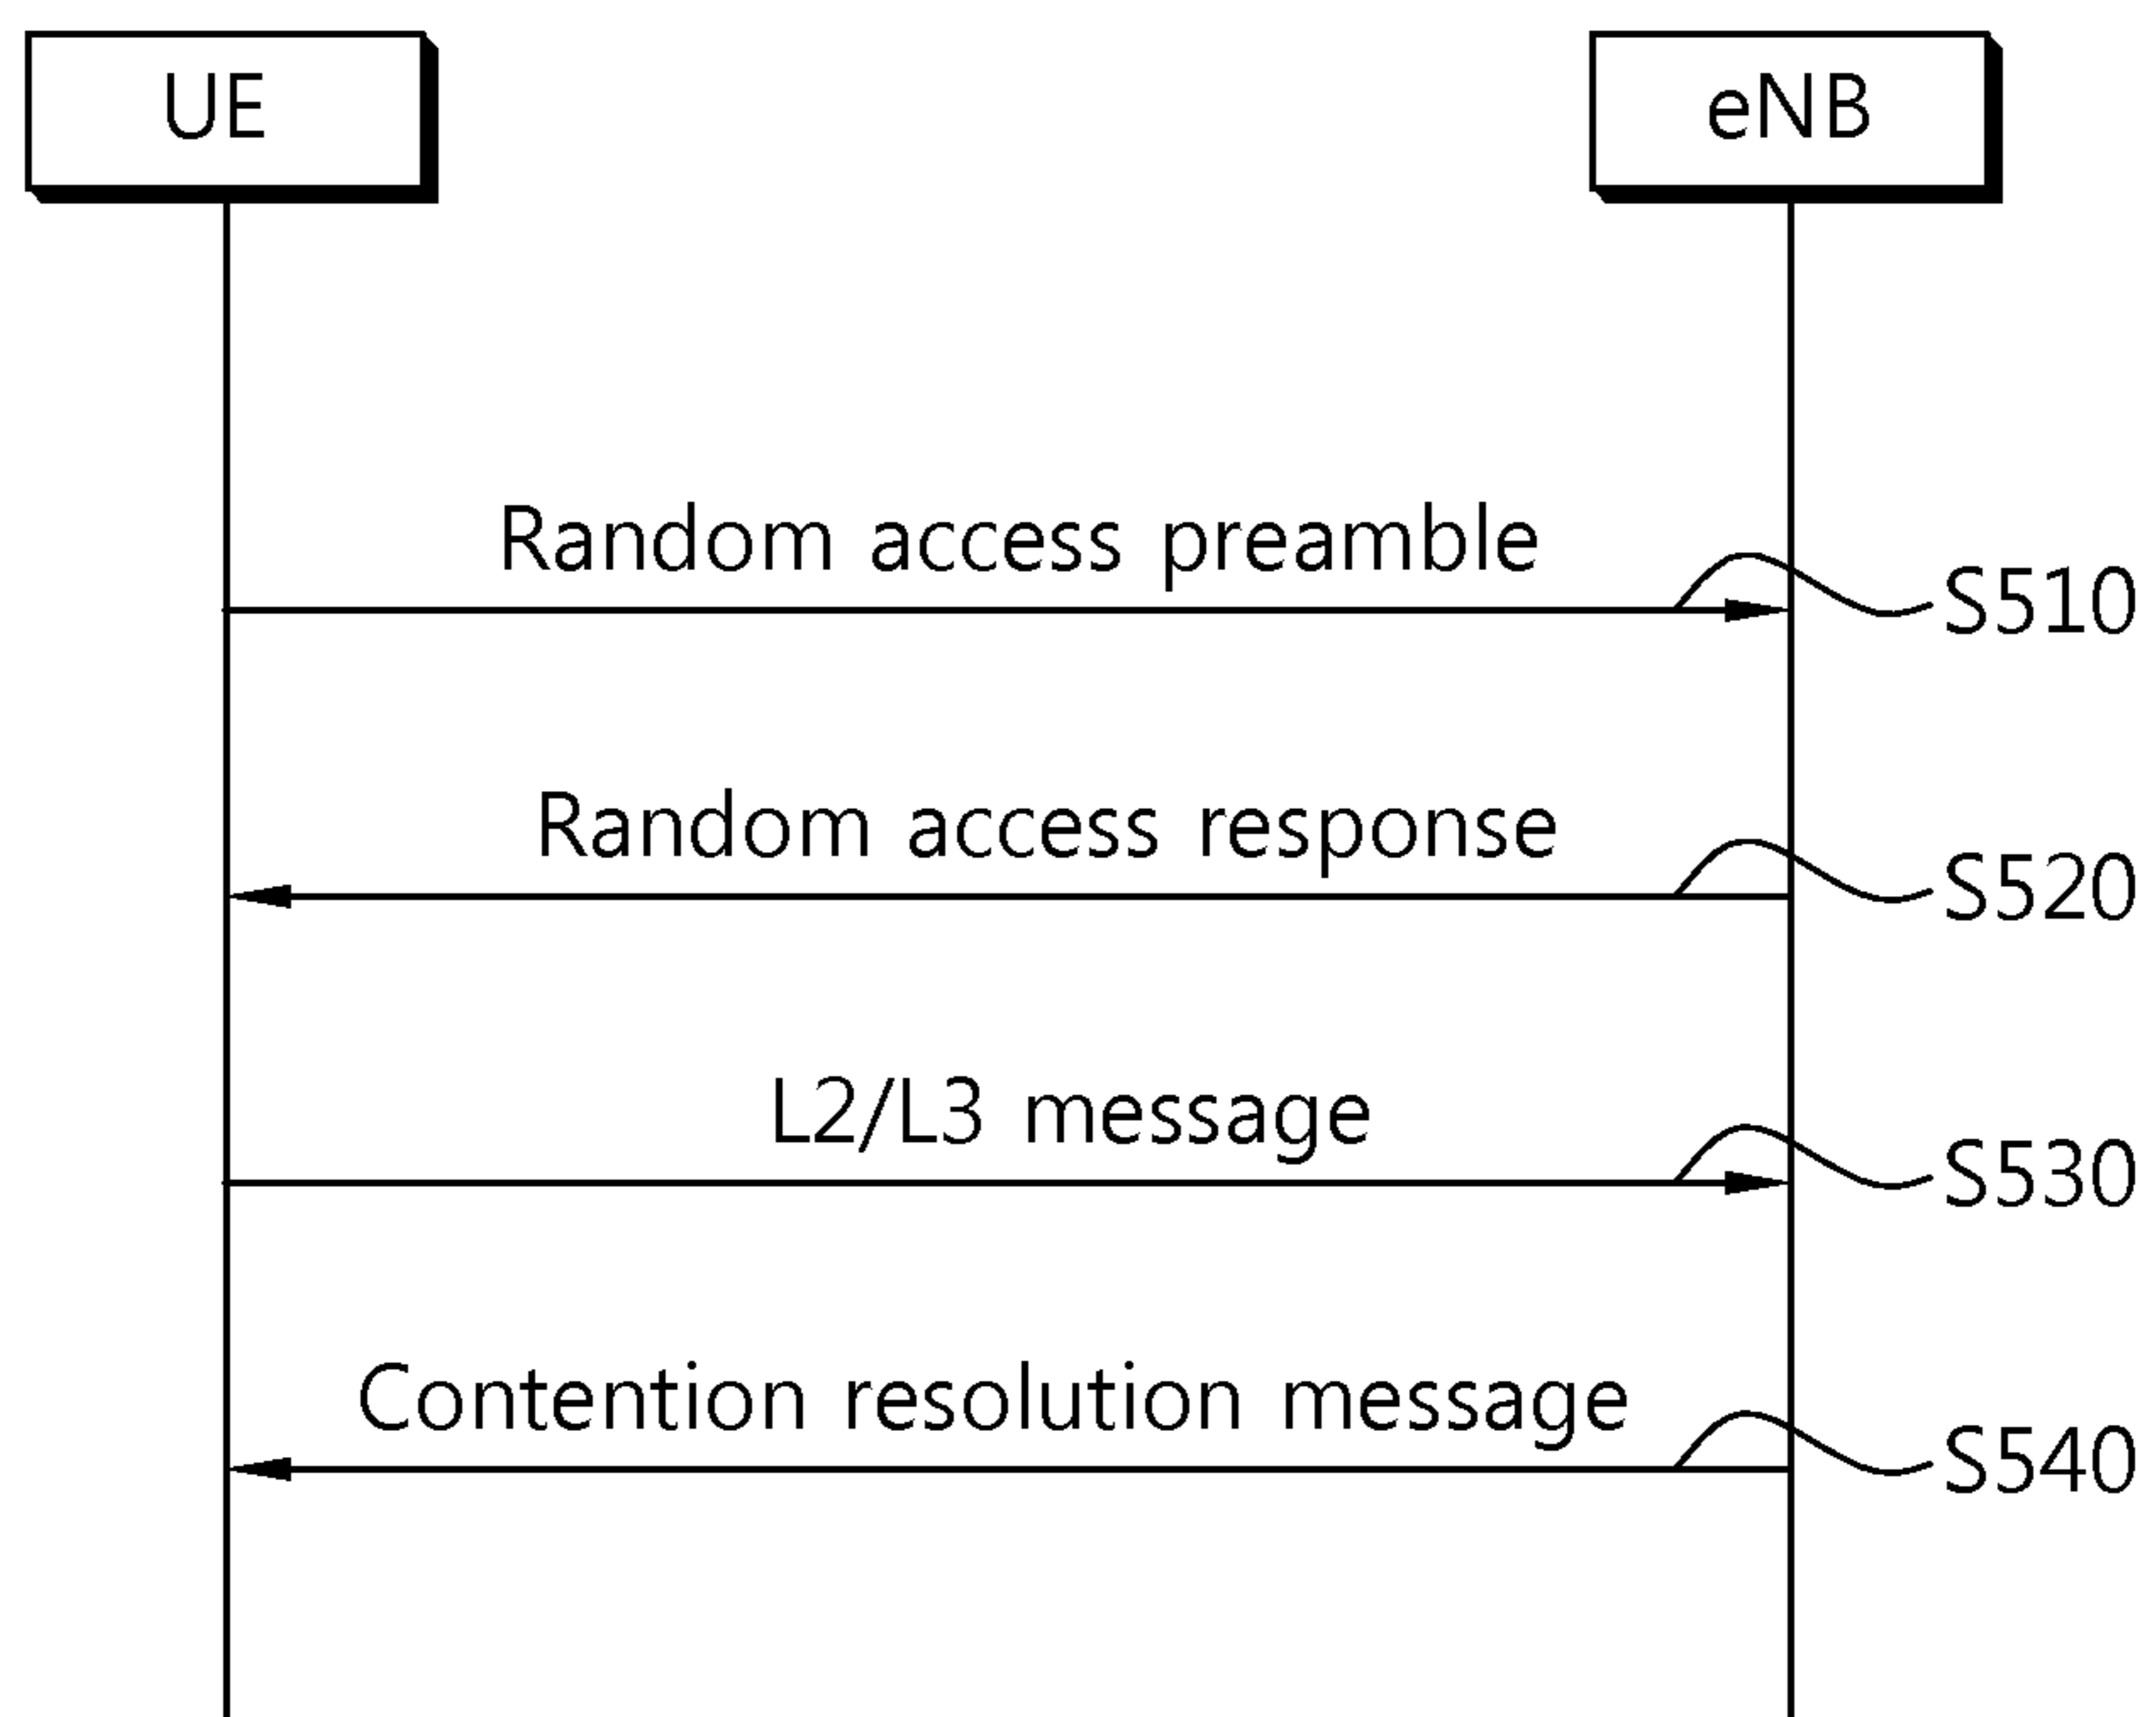 UE
eNB
Random access preamble
S510
Random access response
S520
L2/L3 message
S530
Contention resolution message
S540